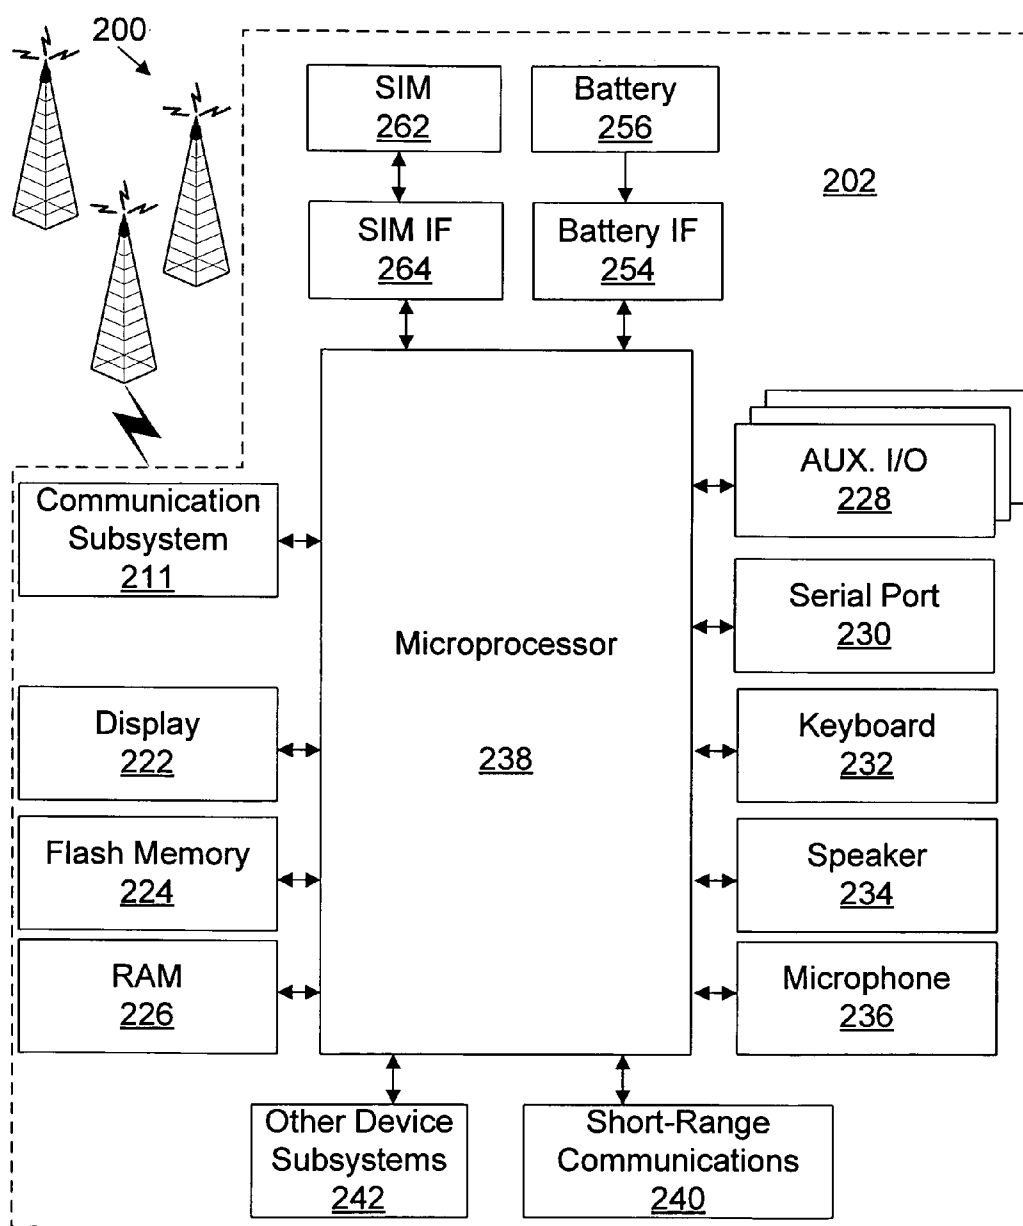 200
SIM
262
Battery
256
202
SIM IF
264
Battery IF
254
AUX. I/O
228
Communication
Subsystem
211
Serial Port
230
Microprocessor
238
Display
222
Keyboard
232
Flash Memory
224
Speaker
234
RAM
226
Microphone
236
Other Device
Subsystems
242
Short-Range
Communications
240